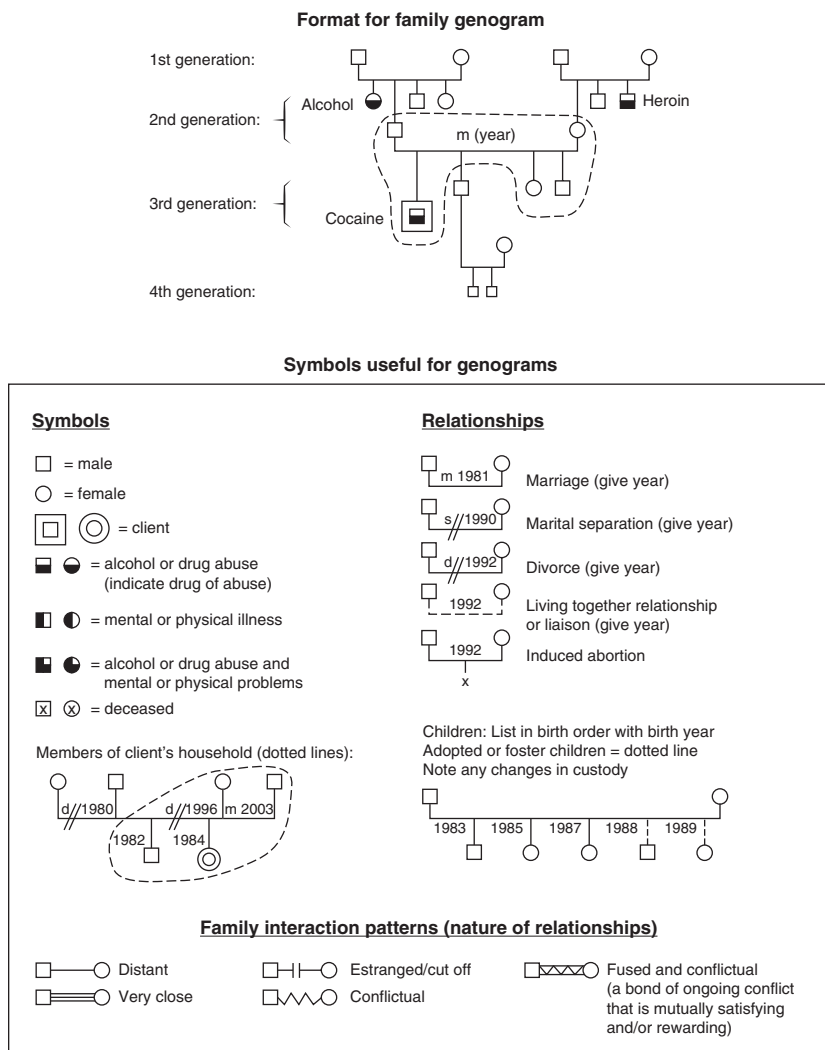 Format for family genogram
1st generation:
Alcohol
Heroin
2nd generation:
m (year)
3rd generation:
Cocaine
4th generation:
Symbols useful for genograms
Symbols
= male
= female
= client
= alcohol or drug abuse
(indicate drug of abuse)
= mental or physical illness
= alcohol or drug abuse and
mental or physical problems
x x = deceased
Members of client's household (dotted lines):
d 1980 d 1996 m 2003
1982 1984
Relationships
m 1981 Marriage (give year)
s 1990 Marital separation (give year)
d 1992 Divorce (give year)
1992 Living together relationship
or liaison (give year)
1992 Induced abortion
x
Children: List in birth order with birth year
Adopted or foster children = dotted line
Note any changes in custody
1983 1985 1987 1988 1989
Family interaction patterns (nature of relationships)
Distant
Very close
Estranged/cut off
Conflictual
Fused and conflictual
(a bond of ongoing conflict
that is mutually satisfying
and/or rewarding)